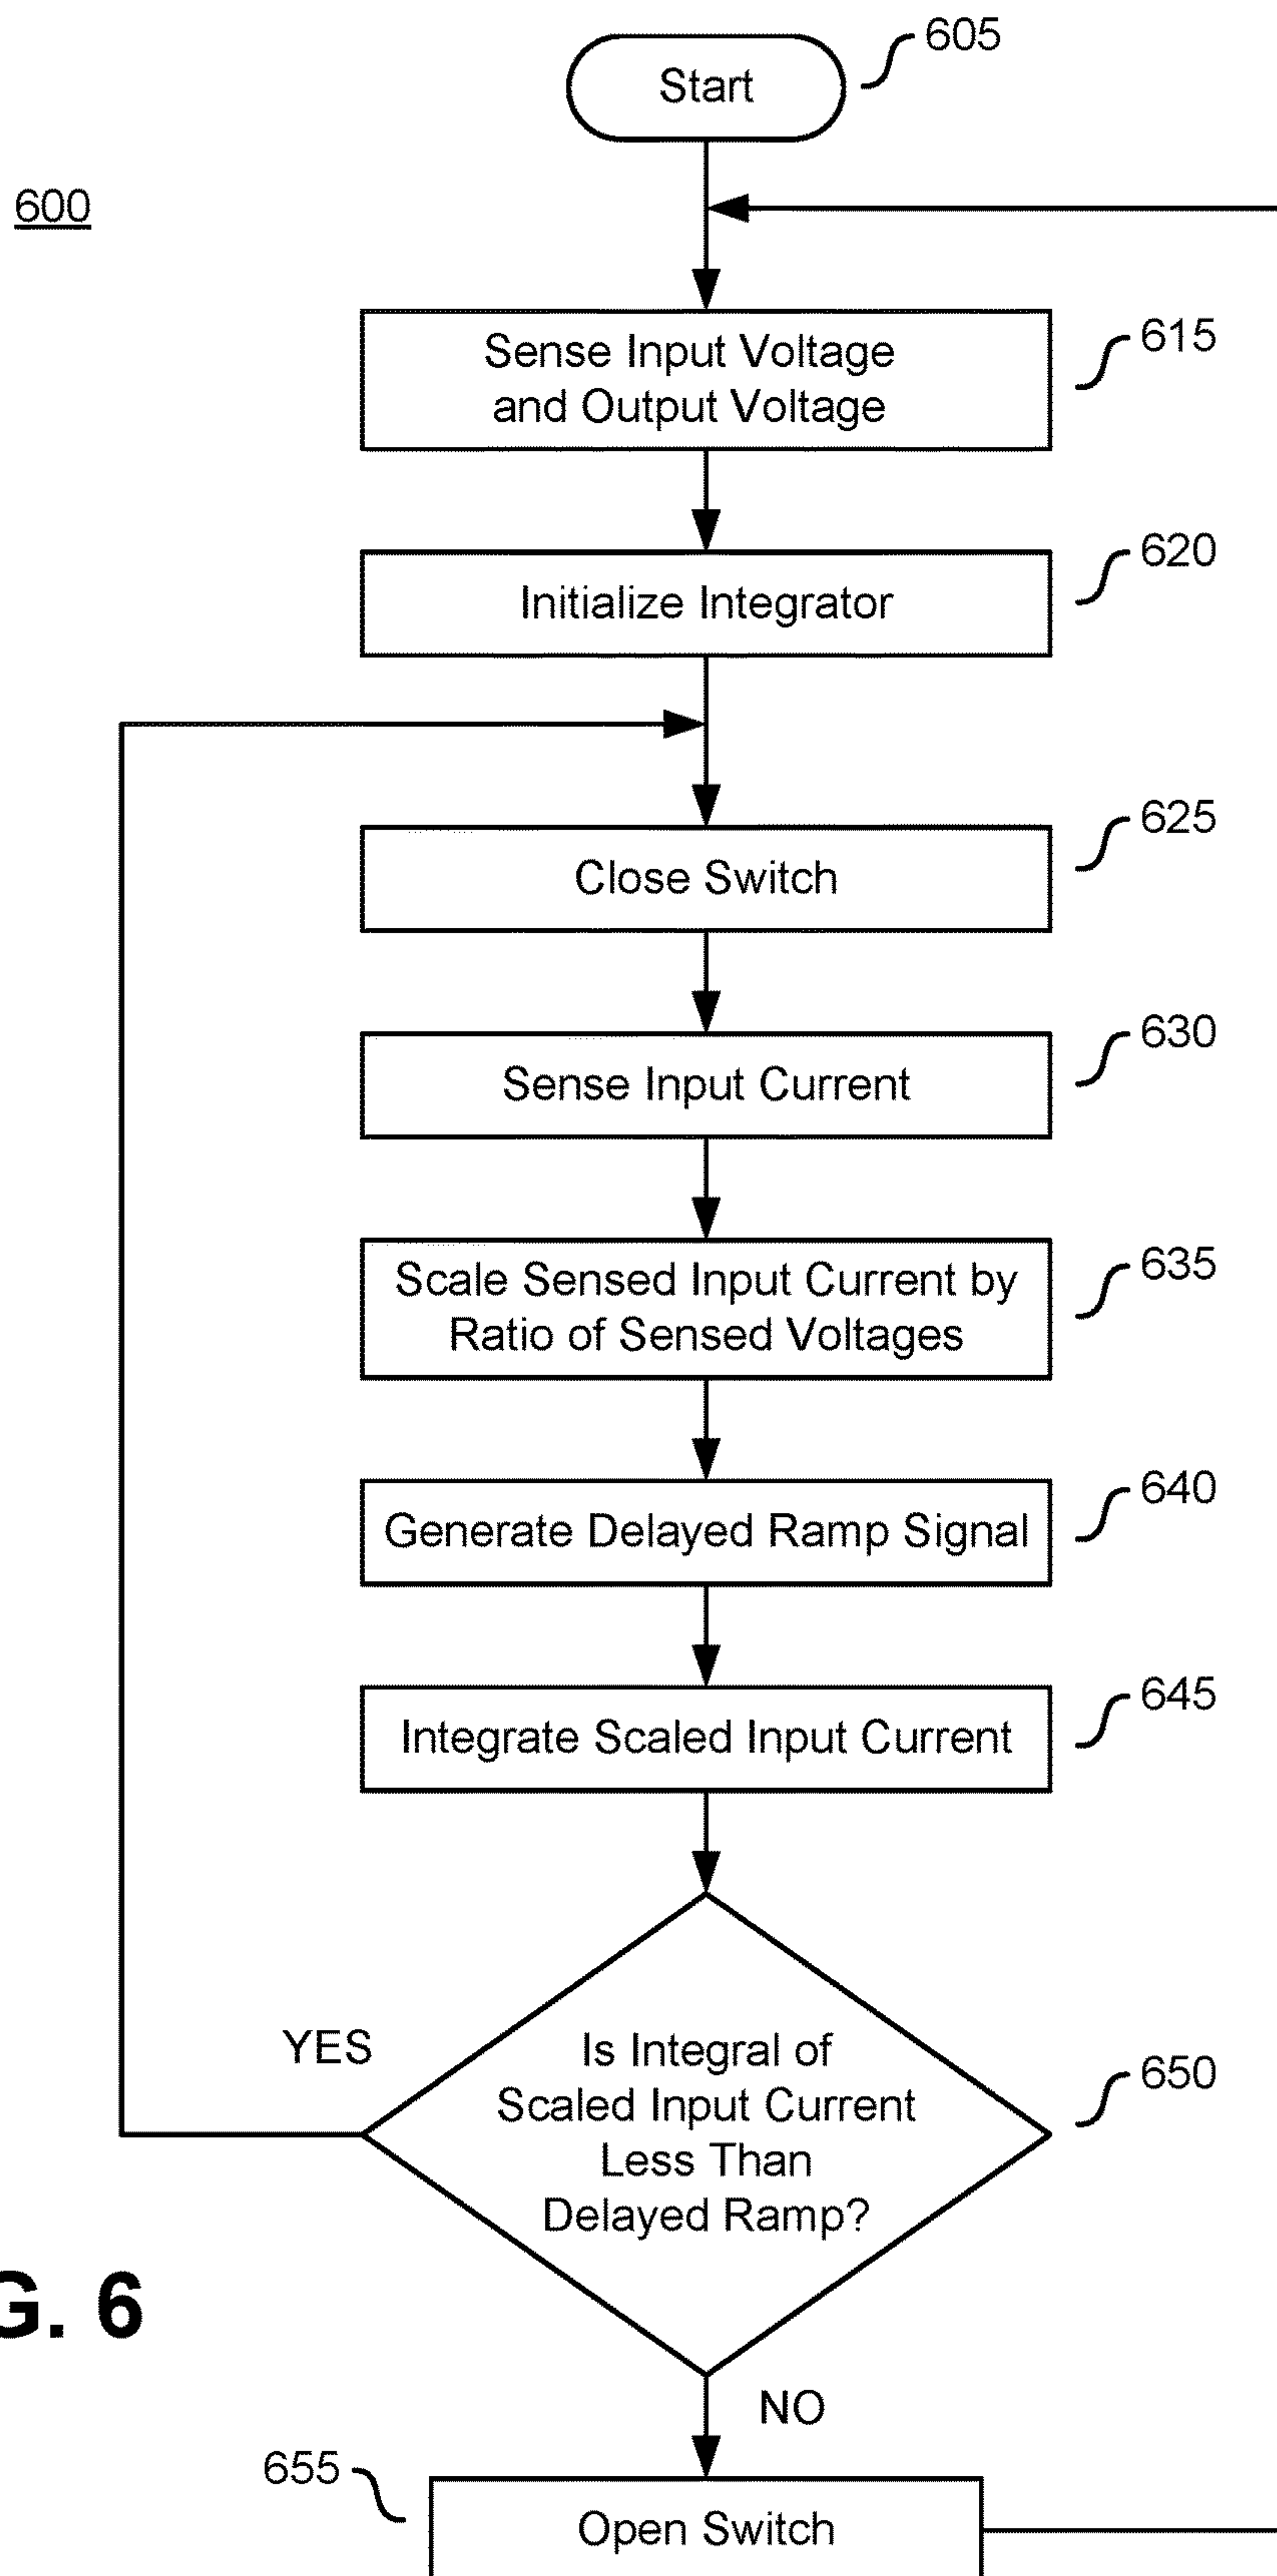 Start
605
600
Sense Input Voltage
and Output Voltage
615
Initialize Integrator
620
Close Switch
625
Sense Input Current
630
Scale Sensed Input Current by
Ratio of Sensed Voltages
635
Generate Delayed Ramp Signal
640
Integrate Scaled Input Current
645
YES
Is Integral of
Scaled Input Current
Less Than
Delayed Ramp?
650
G. 6
NO
655
Open Switch